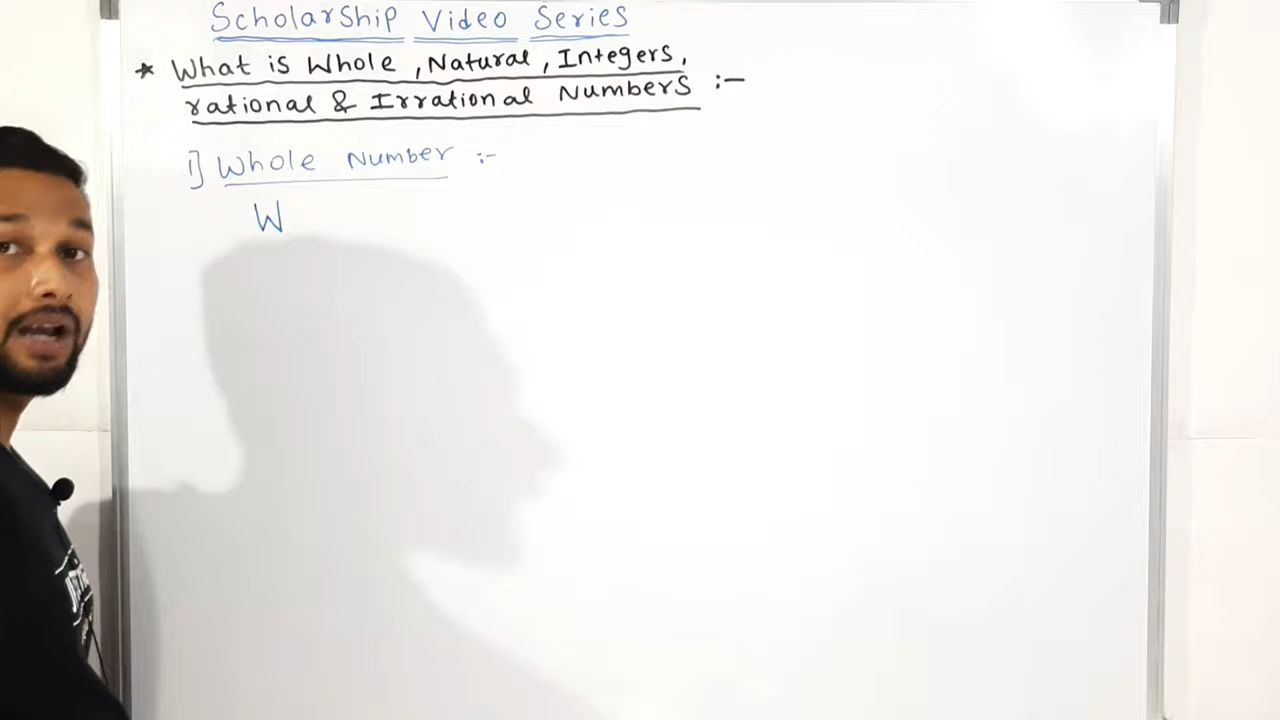 Scholarship Video Series
* What is Whole, Natural, Integers,
rational & Irrational Numbers :-
1] Whole Number :-
W